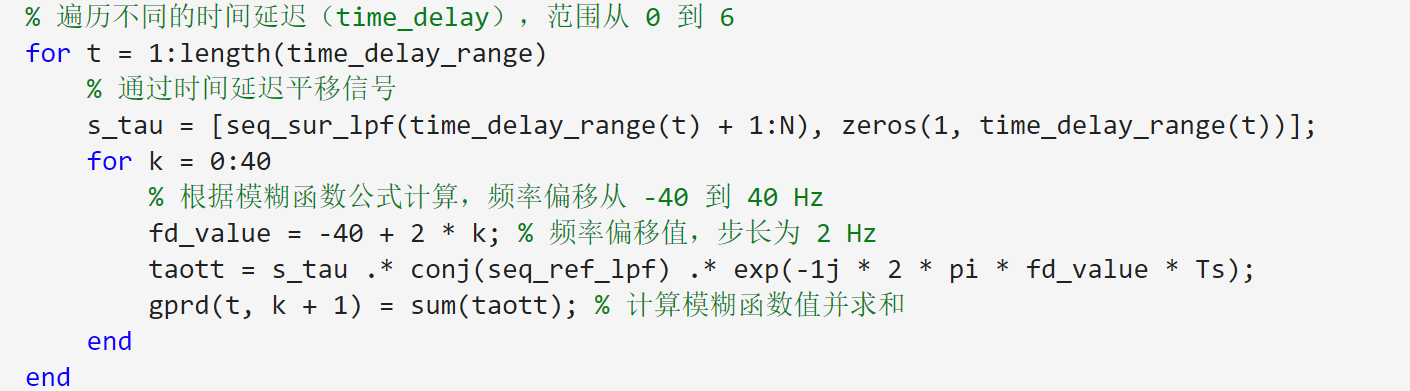 % 遍历不同的时间延迟（time_delay），范围从 0 到 6
for t = 1:length(time_delay_range)
    % 通过时间延迟平移信号
    s_tau = [seq_sur_lpf(time_delay_range(t) + 1:N), zeros(1, time_delay_range(t))];
    for k = 0:40
        % 根据模糊函数公式计算，频率偏移从 -40 到 40 Hz
        fd_value = -40 + 2 * k; % 频率偏移值，步长为 2 Hz
        taott = s_tau .* conj(seq_ref_lpf) .* exp(-1j * 2 * pi * fd_value * Ts);
        gprd(t, k + 1) = sum(taott); % 计算模糊函数值并求和
    end
end